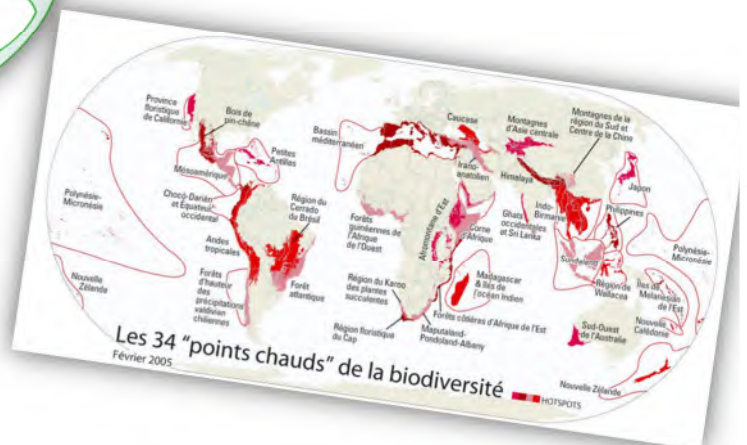 Province
floristique
de Californie
Bois de
pin-chêne
Mésoamérique
Petites
Antilles
Polynésie-
Micronésie
Chocó-Darién
et Équateur
occidental
Andes
tropicales
Région du
Cerrado
du Brésil
Forêts
d'hauteur
des
précipitations
valdivian
chiliennes
Forêt
atlantique
Nouvelle
Zélande
Bassin
méditerranéen
Caucase
Irano-
anatolien
Montagnes
d'Asie centrale
Montagnes de la
région du Sud et
Centre de la Chine
Himalaya
Indo-
Birmanie
Japon
Philippines
Forêts
guinéennes de
l'Afrique
de l'Ouest
Afromontane d'Est
Corne
d'Afrique
Ghats
occidentales
et Sri Lanka
Sundaland
Région de
Wallacea
Polynésie-
Micronésie
Îles de
Melanésian
de l'Est
Nouvelle
Calédonie
Région du Karoo
des plantes
succulentes
Région floristique
du Cap
Maputaland-
Pondoland-Albany
Forêts côtières d'Afrique de l'Est
Madagascar
& îles de
l'océan Indien
Sud-Ouest
de l'Australie
Nouvelle Zélande
Les 34 "points chauds" de la biodiversité
Février 2005
HOTSPOTS